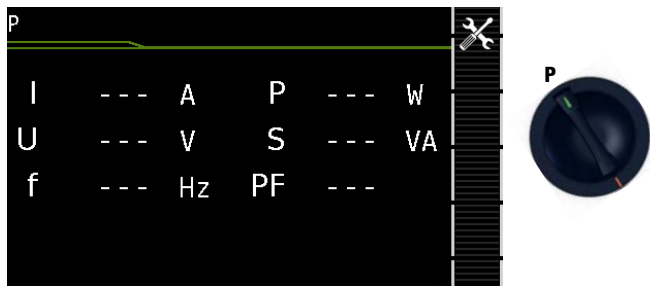 P
I --- A P --- W
U --- V S --- VA
f --- Hz PF ---
P